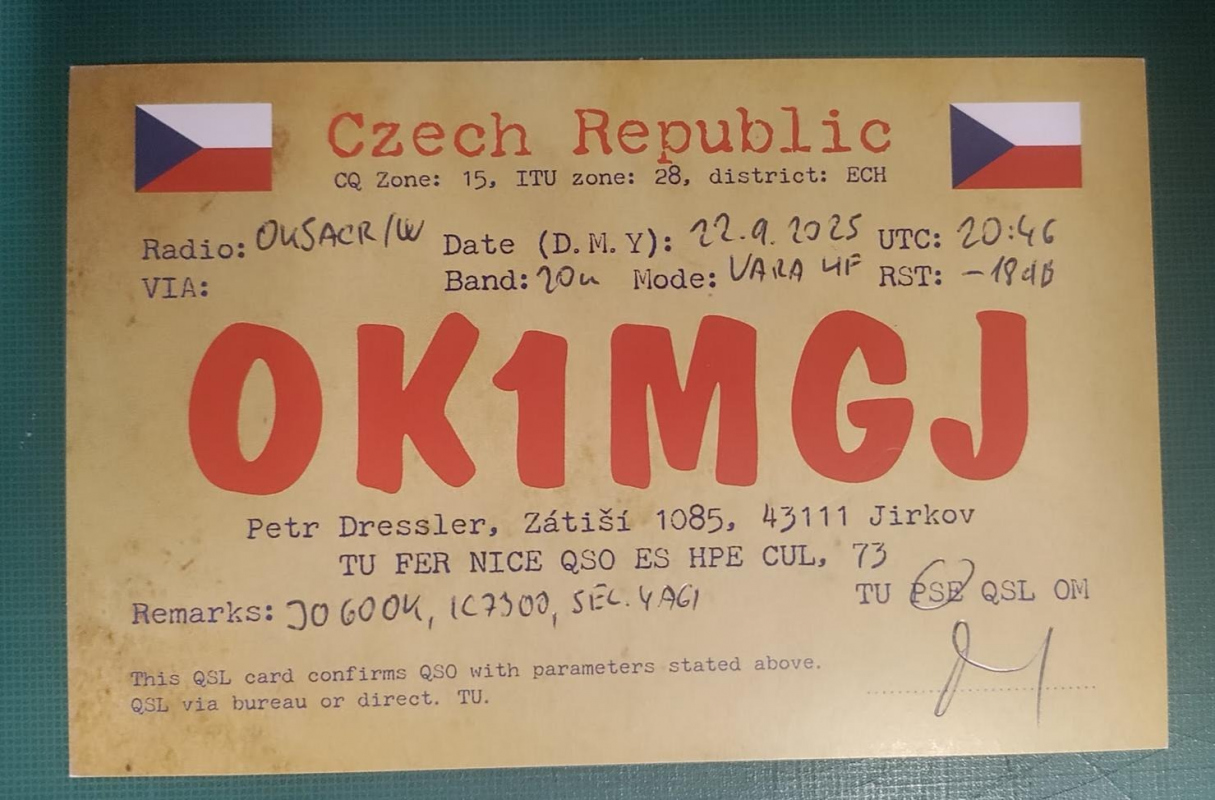 Czech Republic
CQ Zone: 15, ITU zone: 28, district: ECH
Radio: OK5ACR/W Date (D.M.Y): 22.9.2025 UTC: 20:46
VIA: Band: 20m Mode: VARA HF RST: -18dB
OK1MGJ
Petr Dressler, Zátiší 1085, 43111 Jirkov
TU FER NICE QSO ES HPE CUL, 73
TU PSE QSL OM
Remarks: JO60OK, IC7300, 5EL. YAGI
This QSL card confirms QSO with parameters stated above.
QSL via bureau or direct. TU.